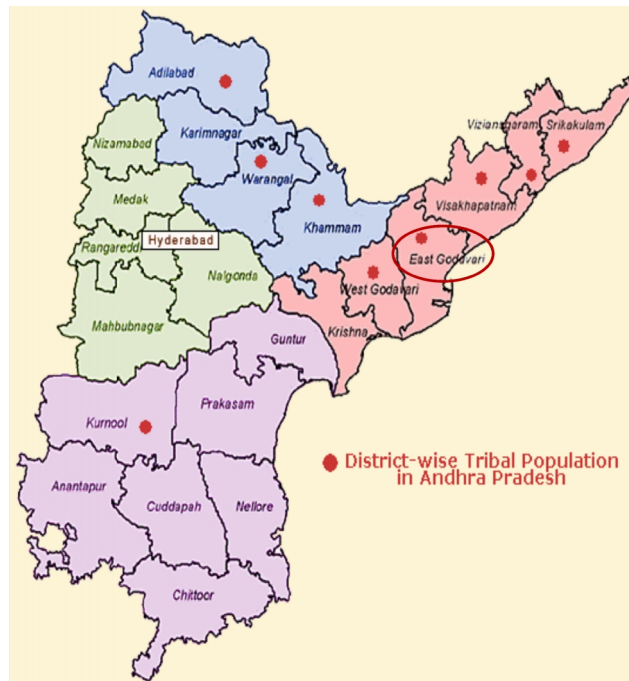 Adilabad
Nizamabad
Karimnagar
Vizianagaram
Srikakulam
Medak
Warangal
Visakhapatnam
Khammam
Rangaredd
Hyderabad
East Godavari
Nalgonda
West Godavari
Mahbubnagar
Krishna
Guntur
Prakasam
Kurnool
District-wise Tribal Population
in Andhra Pradesh
Anantapur
Cuddapah
Nellore
Chittoor